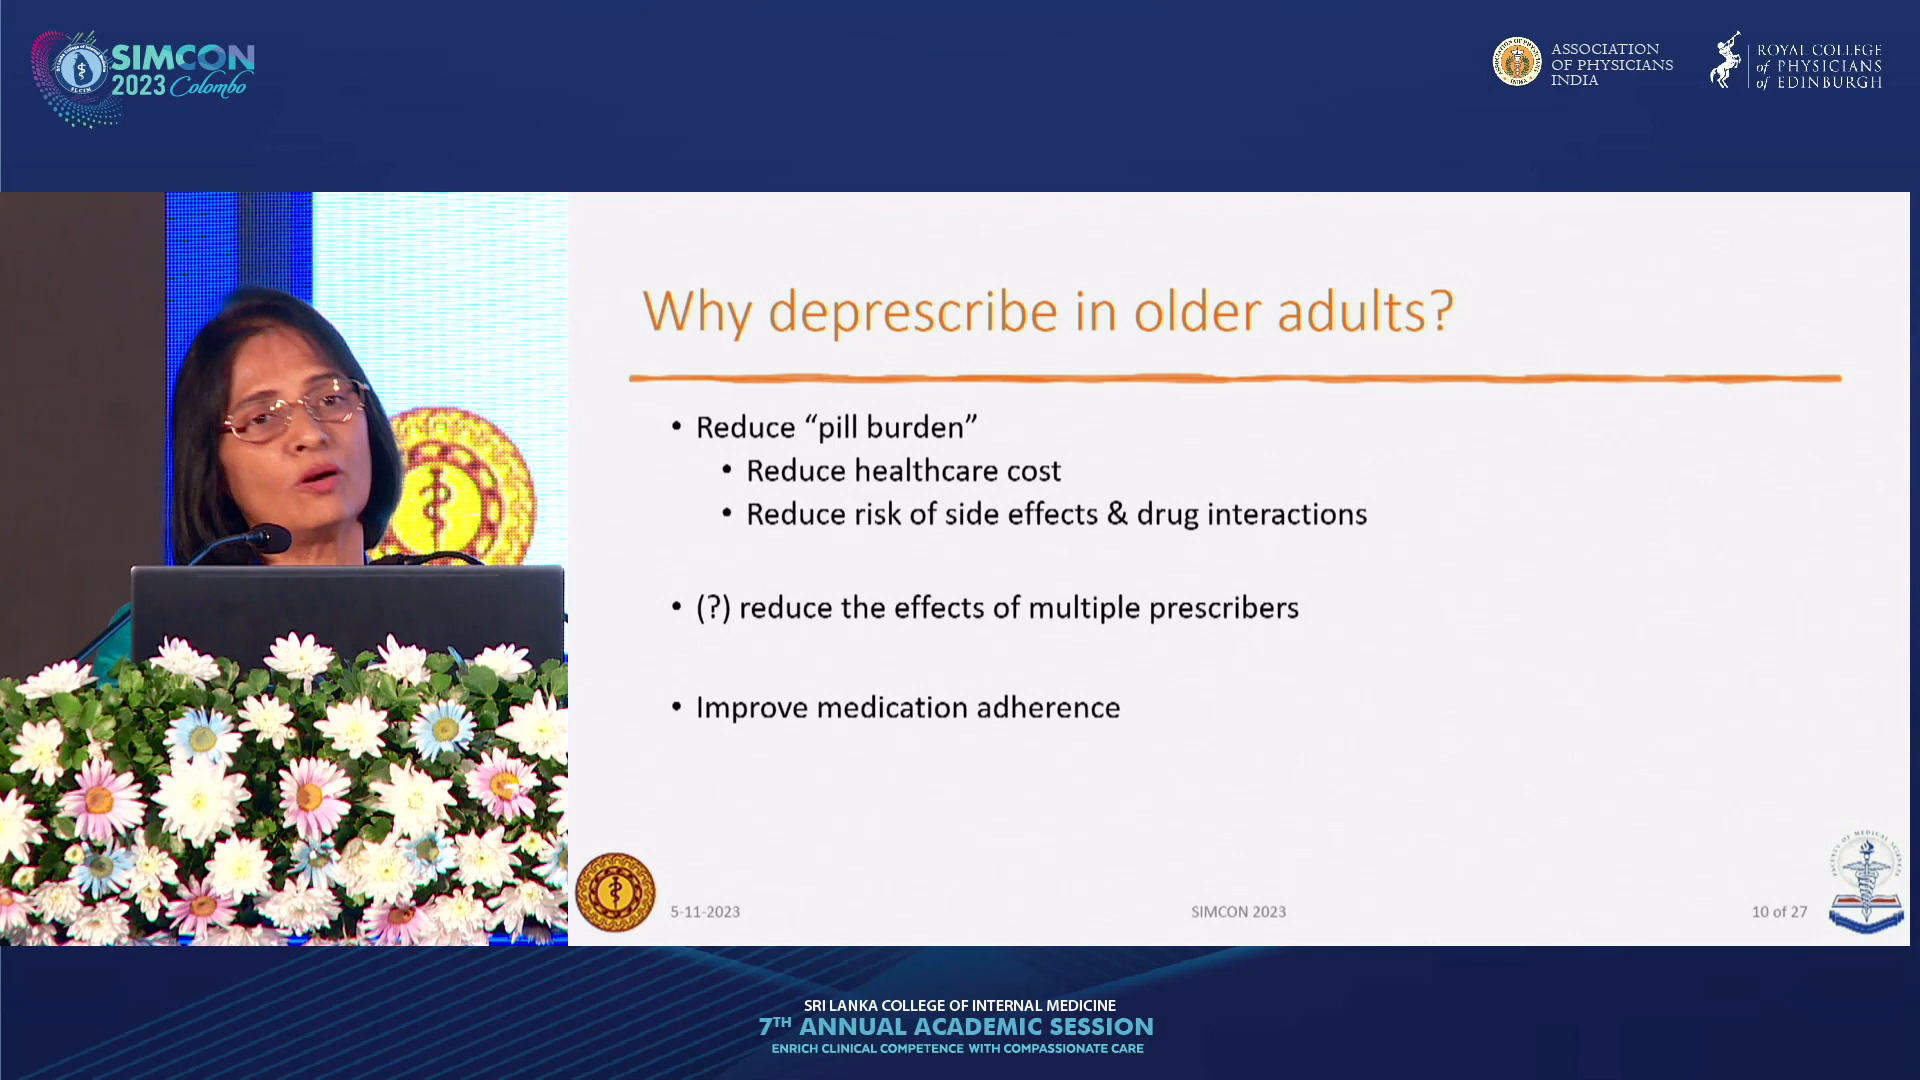 SIMCON
2023 Colombo
SLCIM
ASSOCIATION
OF PHYSICIANS
INDIA
ROYAL COLLEGE
of PHYSICIANS
of EDINBURGH
Why deprescribe in older adults?
• Reduce “pill burden”
• Reduce healthcare cost
• Reduce risk of side effects & drug interactions
• (?) reduce the effects of multiple prescribers
• Improve medication adherence
5-11-2023
SIMCON 2023
10 of 27
SRI LANKA COLLEGE OF INTERNAL MEDICINE
7TH ANNUAL ACADEMIC SESSION
ENRICH CLINICAL COMPETENCE WITH COMPASSIONATE CARE